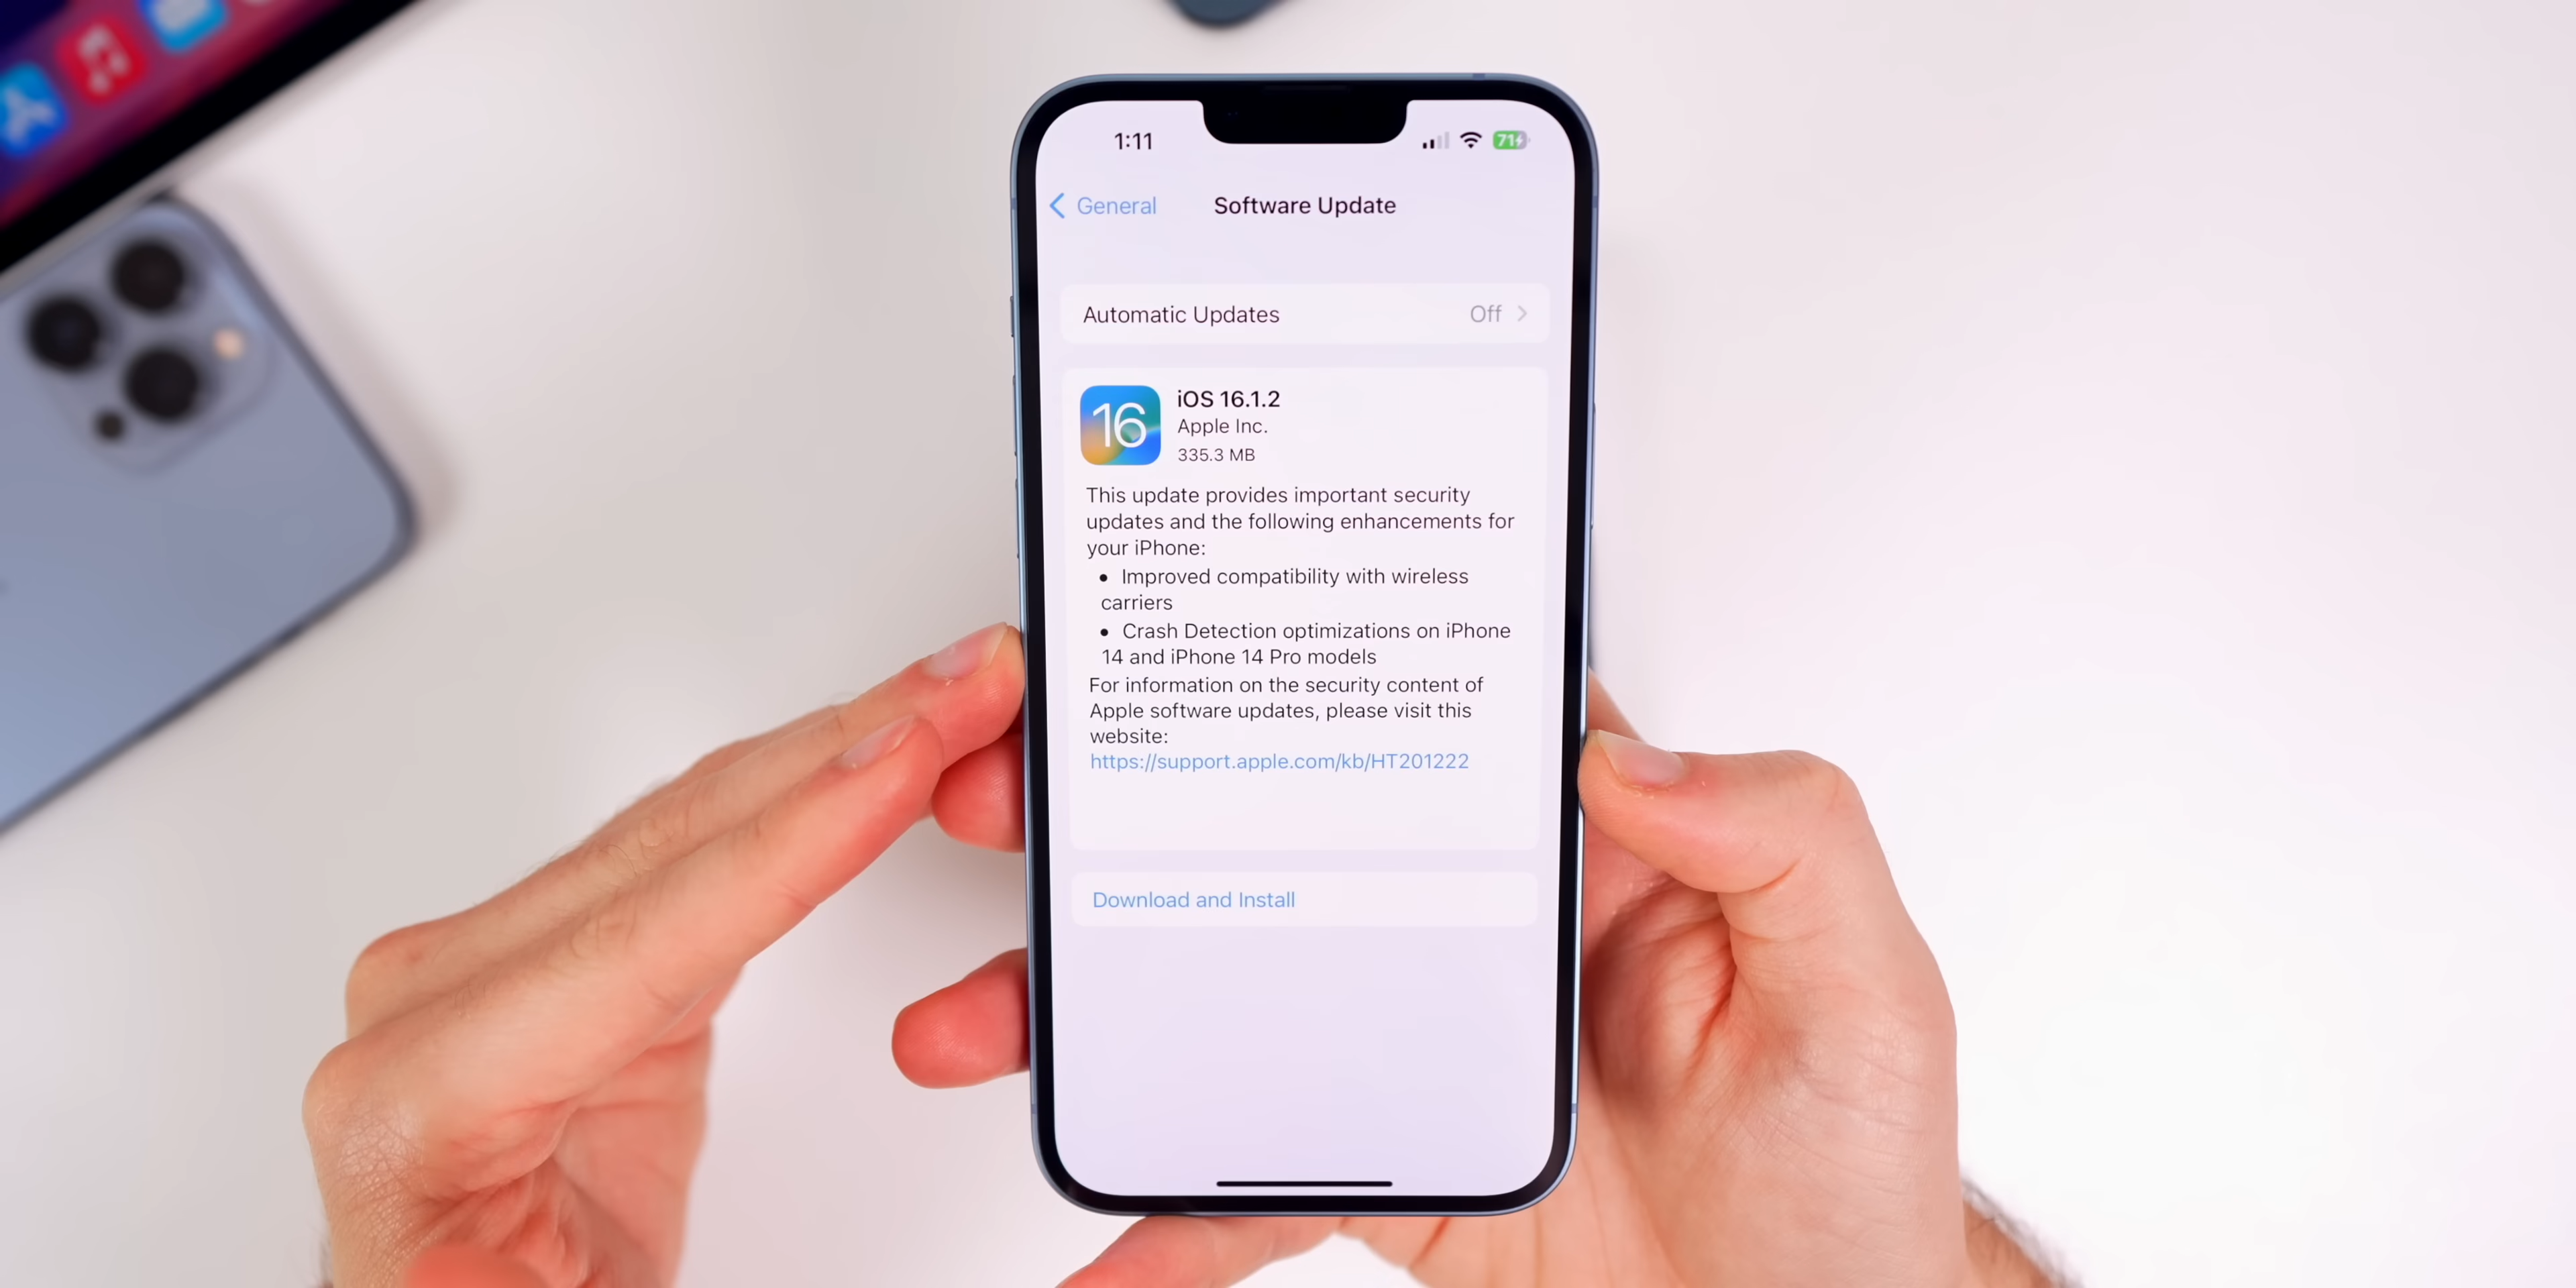 1:11
71
General
Software Update
Automatic Updates
Off
16
iOS 16.1.2
Apple Inc.
335.3 MB
This update provides important security
updates and the following enhancements for
your iPhone:
• Improved compatibility with wireless
carriers
• Crash Detection optimizations on iPhone
14 and iPhone 14 Pro models
For information on the security content of
Apple software updates, please visit this
website:
https://support.apple.com/kb/HT201222
Download and Install